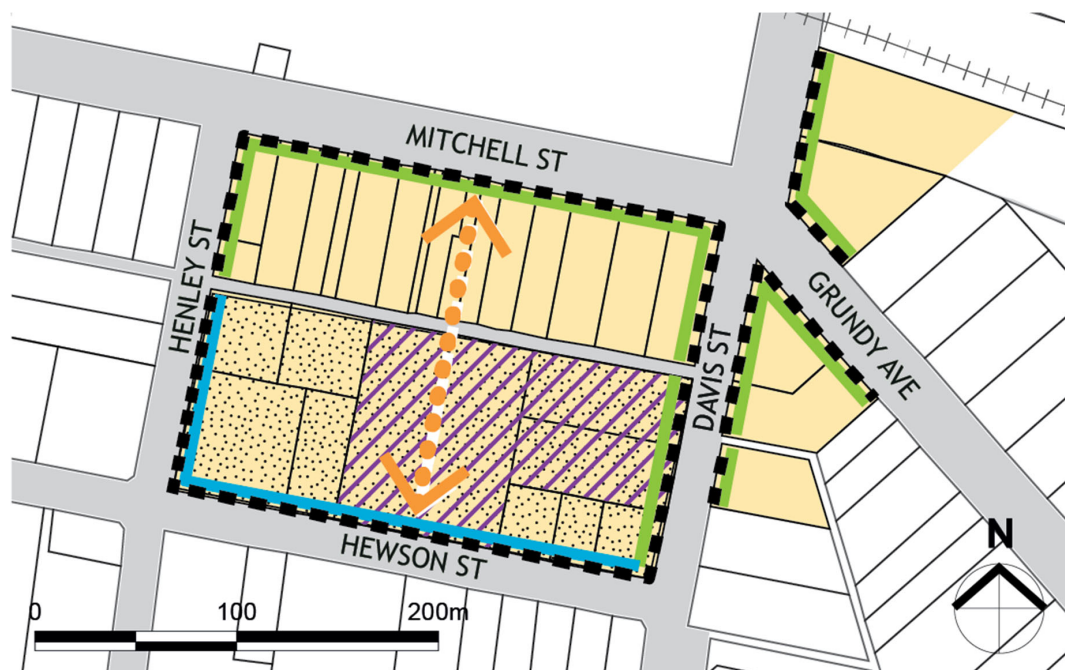 MITCHELL ST
HENLEY ST
GRUNDY AVE
DAVIS ST
HEWSON ST
N
0 100 200m